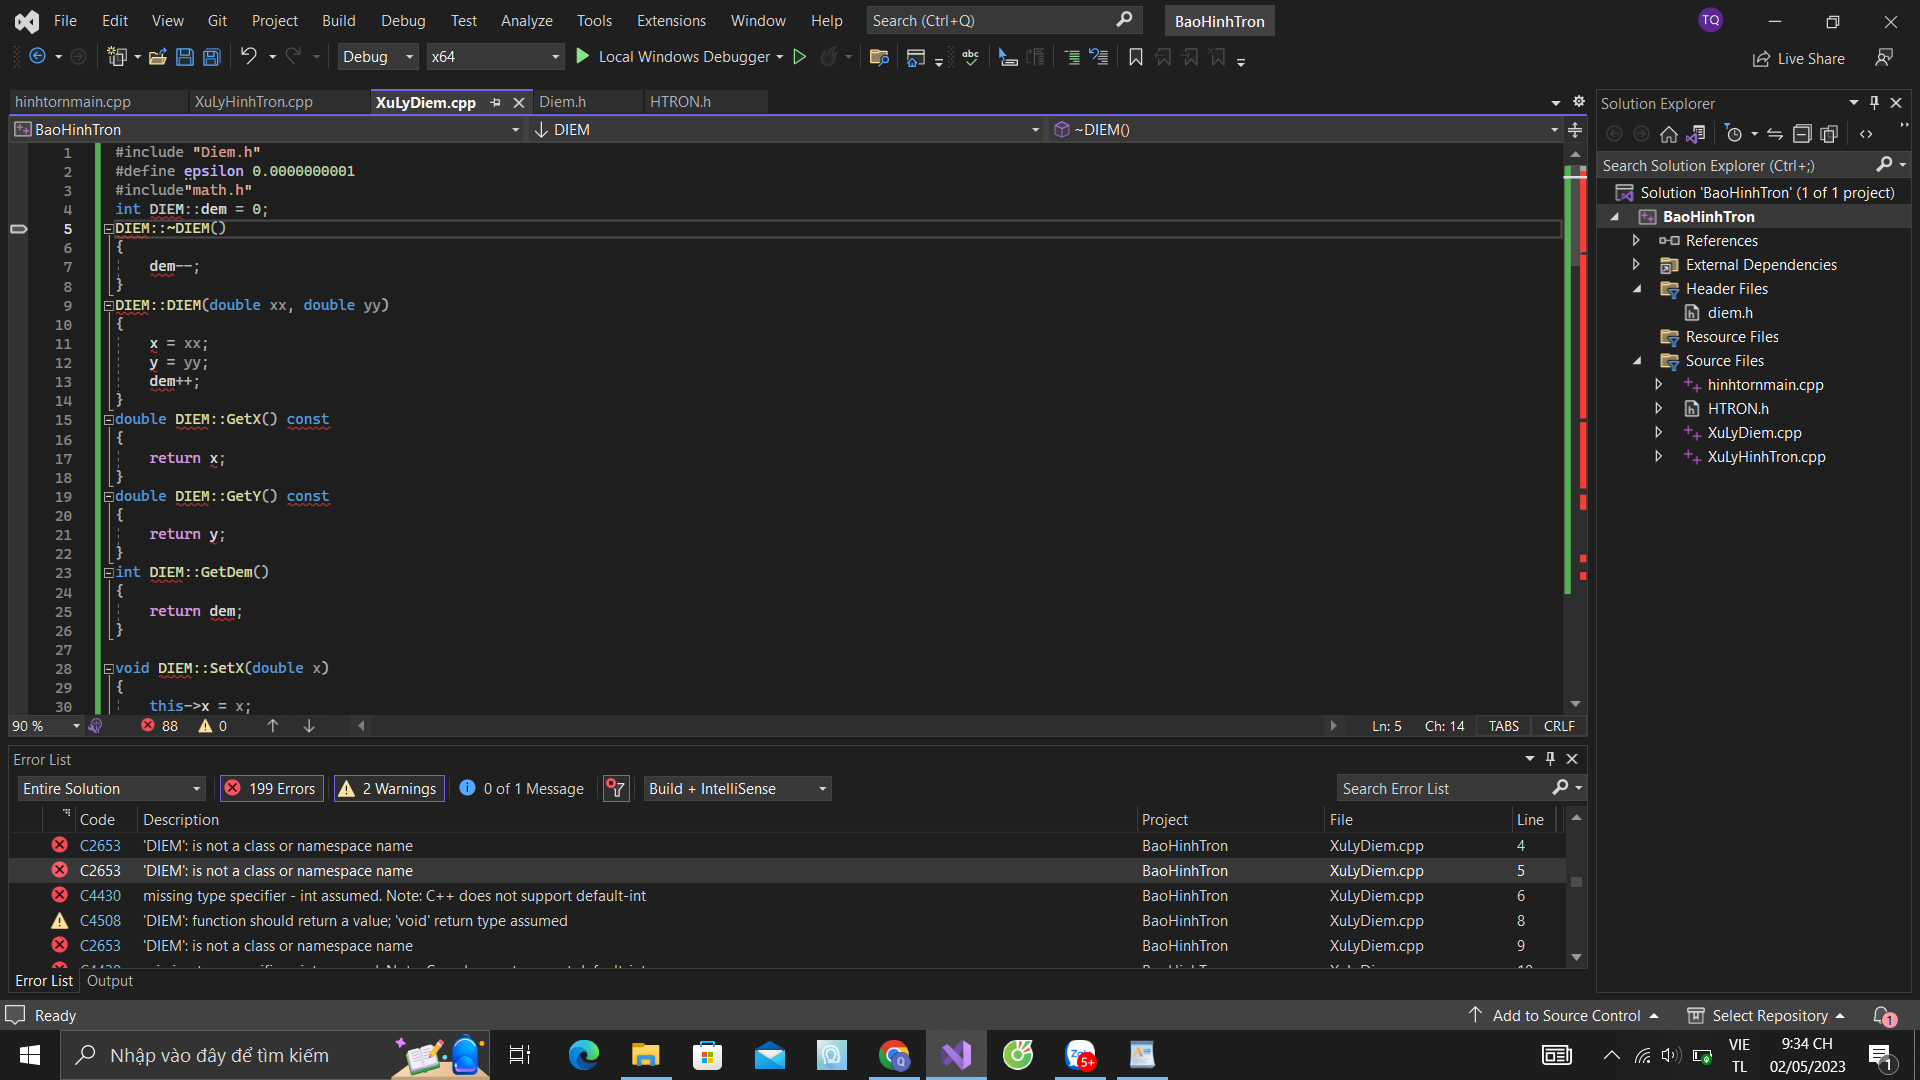 File Edit View Git Project Build Debug Test Analyze Tools Extensions Window Help Search (Ctrl+Q) BaoHinhTron TQ
Debug x64 Local Windows Debugger Live Share
hinhtornmain.cpp XuLyHinhTron.cpp XuLyDiem.cpp Diem.h HTRON.h
BaoHinhTron DIEM ~DIEM()
1 #include "Diem.h"
2 #define epsilon 0.0000000001
3 #include"math.h"
4 int DIEM::dem = 0;
5 DIEM::~DIEM()
6 {
7 dem--;
8 }
9 DIEM::DIEM(double xx, double yy)
10 {
11 x = xx;
12 y = yy;
13 dem++;
14 }
15 double DIEM::GetX() const
16 {
17 return x;
18 }
19 double DIEM::GetY() const
20 {
21 return y;
22 }
23 int DIEM::GetDem()
24 {
25 return dem;
26 }
27
28 void DIEM::SetX(double x)
29 {
30 this->x = x;
90 % 88 0 Ln: 5 Ch: 14 TABS CRLF
Solution Explorer
Search Solution Explorer (Ctrl+;)
Solution 'BaoHinhTron' (1 of 1 project)
BaoHinhTron
References
External Dependencies
Header Files
diem.h
Resource Files
Source Files
hinhtornmain.cpp
HTRON.h
XuLyDiem.cpp
XuLyHinhTron.cpp
Error List
Entire Solution 199 Errors 2 Warnings 0 of 1 Message Build + IntelliSense Search Error List
Code Description Project File Line
C2653 'DIEM': is not a class or namespace name BaoHinhTron XuLyDiem.cpp 4
C2653 'DIEM': is not a class or namespace name BaoHinhTron XuLyDiem.cpp 5
C4430 missing type specifier - int assumed. Note: C++ does not support default-int BaoHinhTron XuLyDiem.cpp 6
C4508 'DIEM': function should return a value; 'void' return type assumed BaoHinhTron XuLyDiem.cpp 8
C2653 'DIEM': is not a class or namespace name BaoHinhTron XuLyDiem.cpp 9
Error List Output
Ready Add to Source Control Select Repository 1
Nhập vào đây để tìm kiếm 5+ VIE 9:34 CH
TL 02/05/2023 1